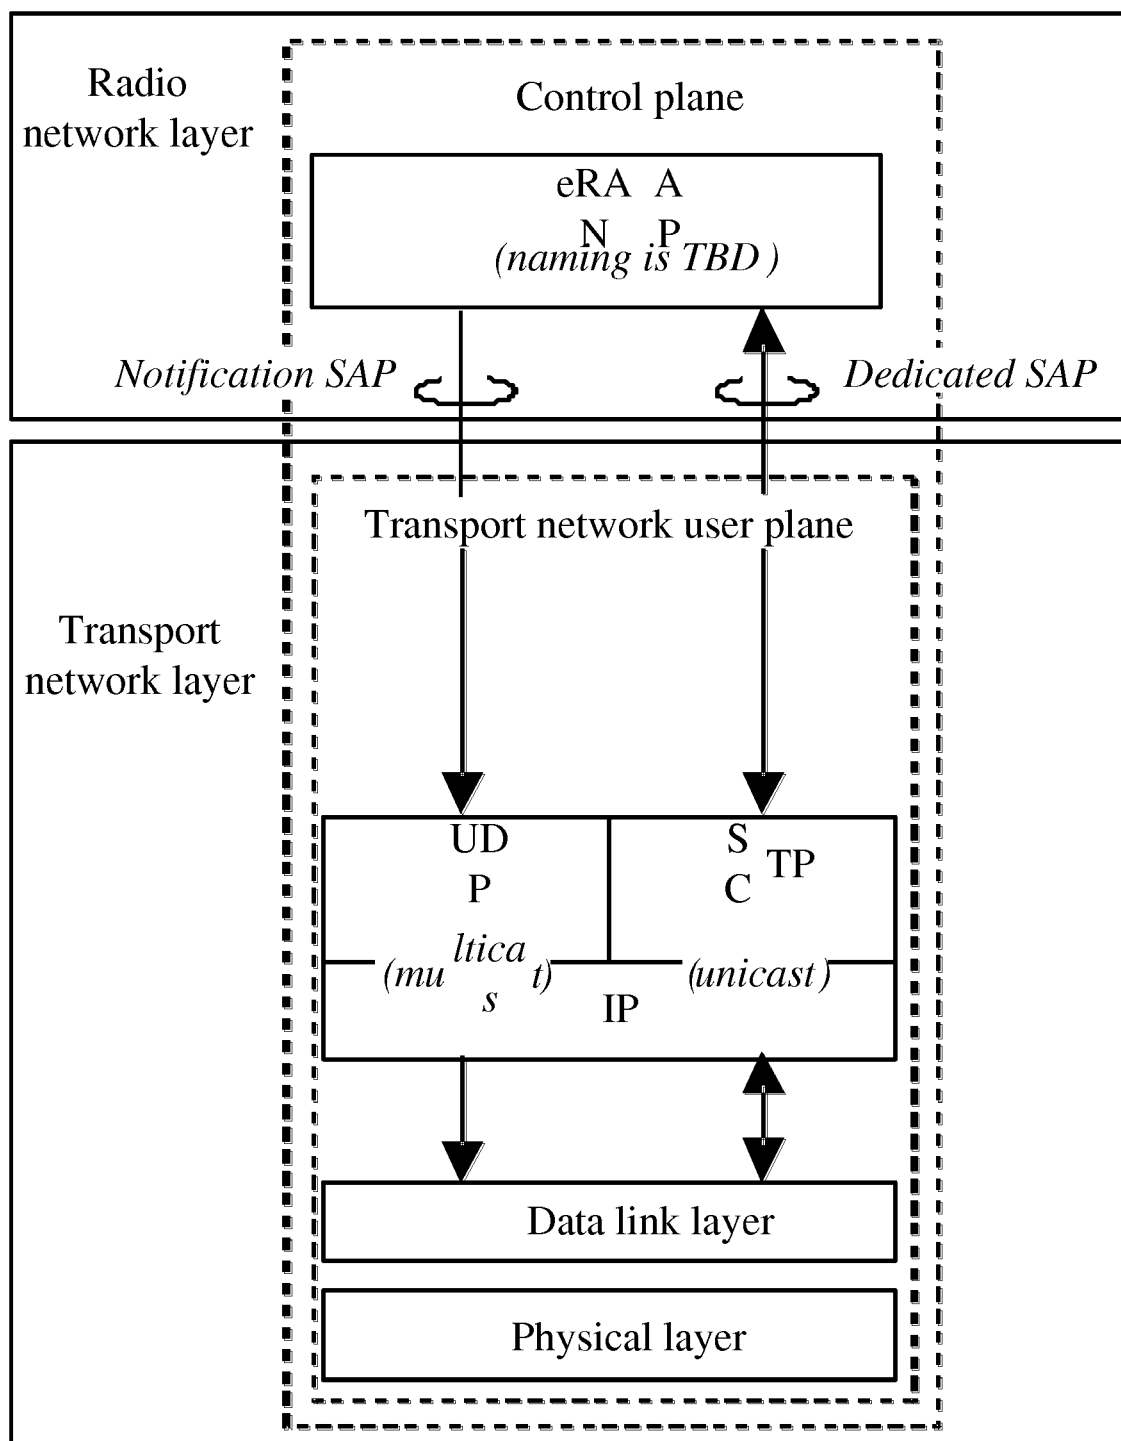 Radio
network layer
Control plane
eRA A
N P
(naming is TBD)
Notification SAP
Dedicated SAP
Transport network user plane
Transport
network layer
UD
P
S
C TP
(mu ltica t)
s
(unicast)
IP
Data link layer
Physical layer